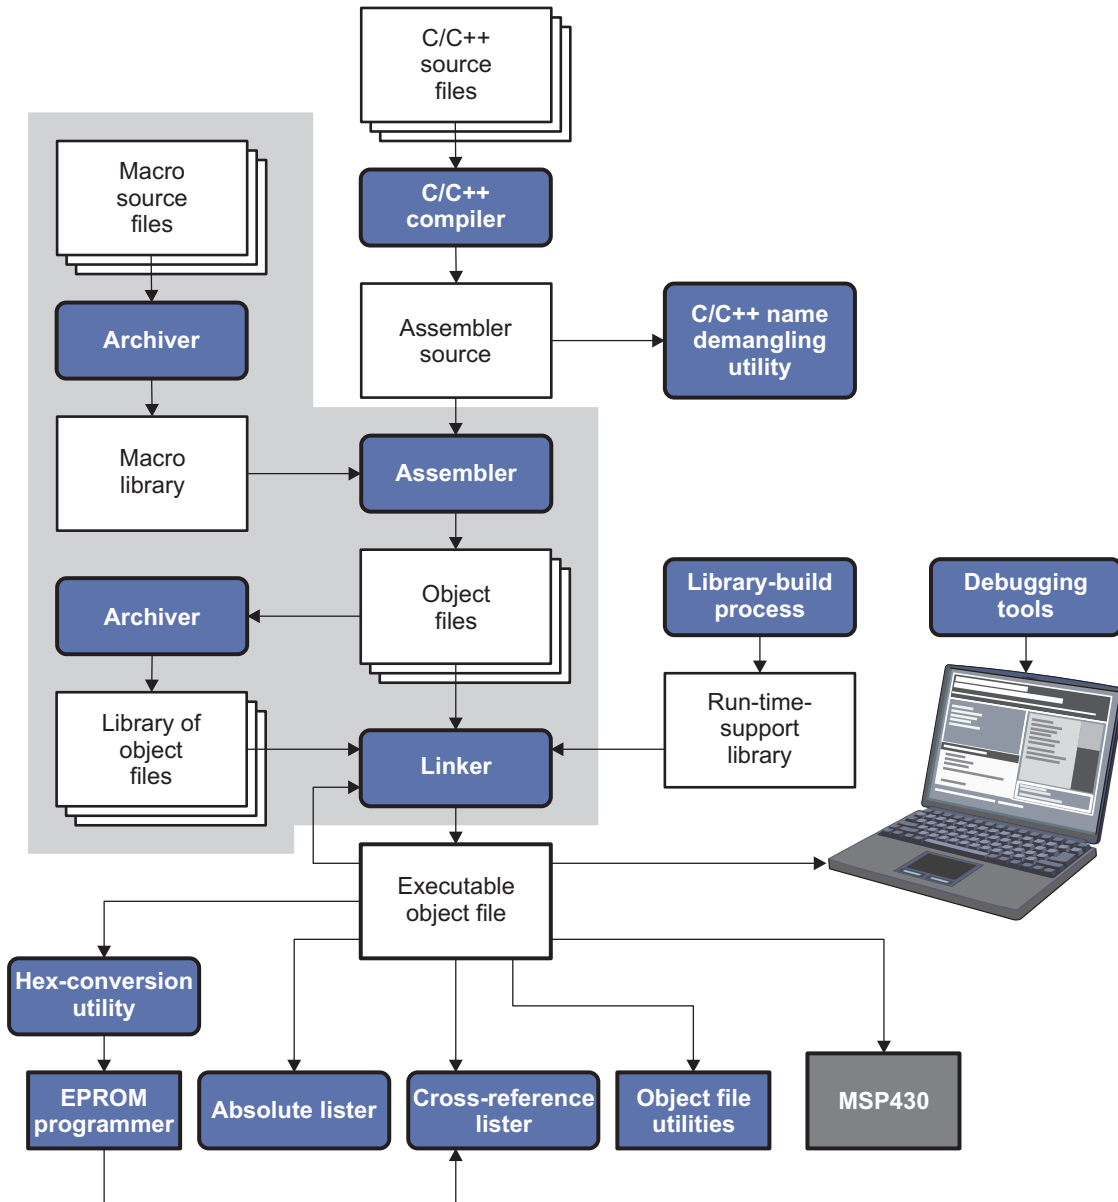 C/C++
source
files
Macro
source
files
C/C++
compiler
Archiver
Assembler
source
C/C++ name
demangling
utility
Macro
library
Assembler
Archiver
Object
files
Library-build
process
Debugging
tools
Library of
object
files
Linker
Run-time-
support
library
Executable
object file
Hex-conversion
utility
EPROM
programmer
Absolute lister
Cross-reference
lister
Object file
utilities
MSP430